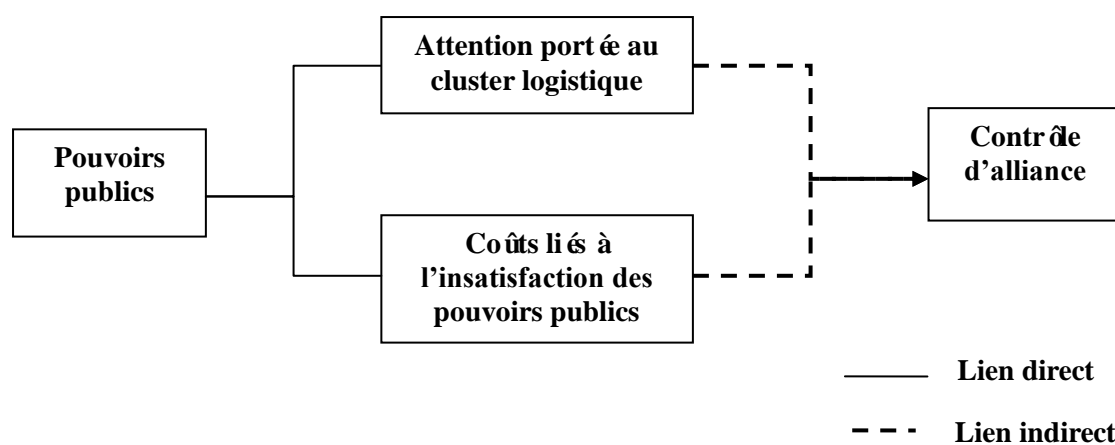 Attention portée au
cluster logistique
Pouvoirs
publics
Contrôle
d’alliance
Coûts liés à
l’insatisfaction des
pouvoirs publics
Lien direct
Lien indirect